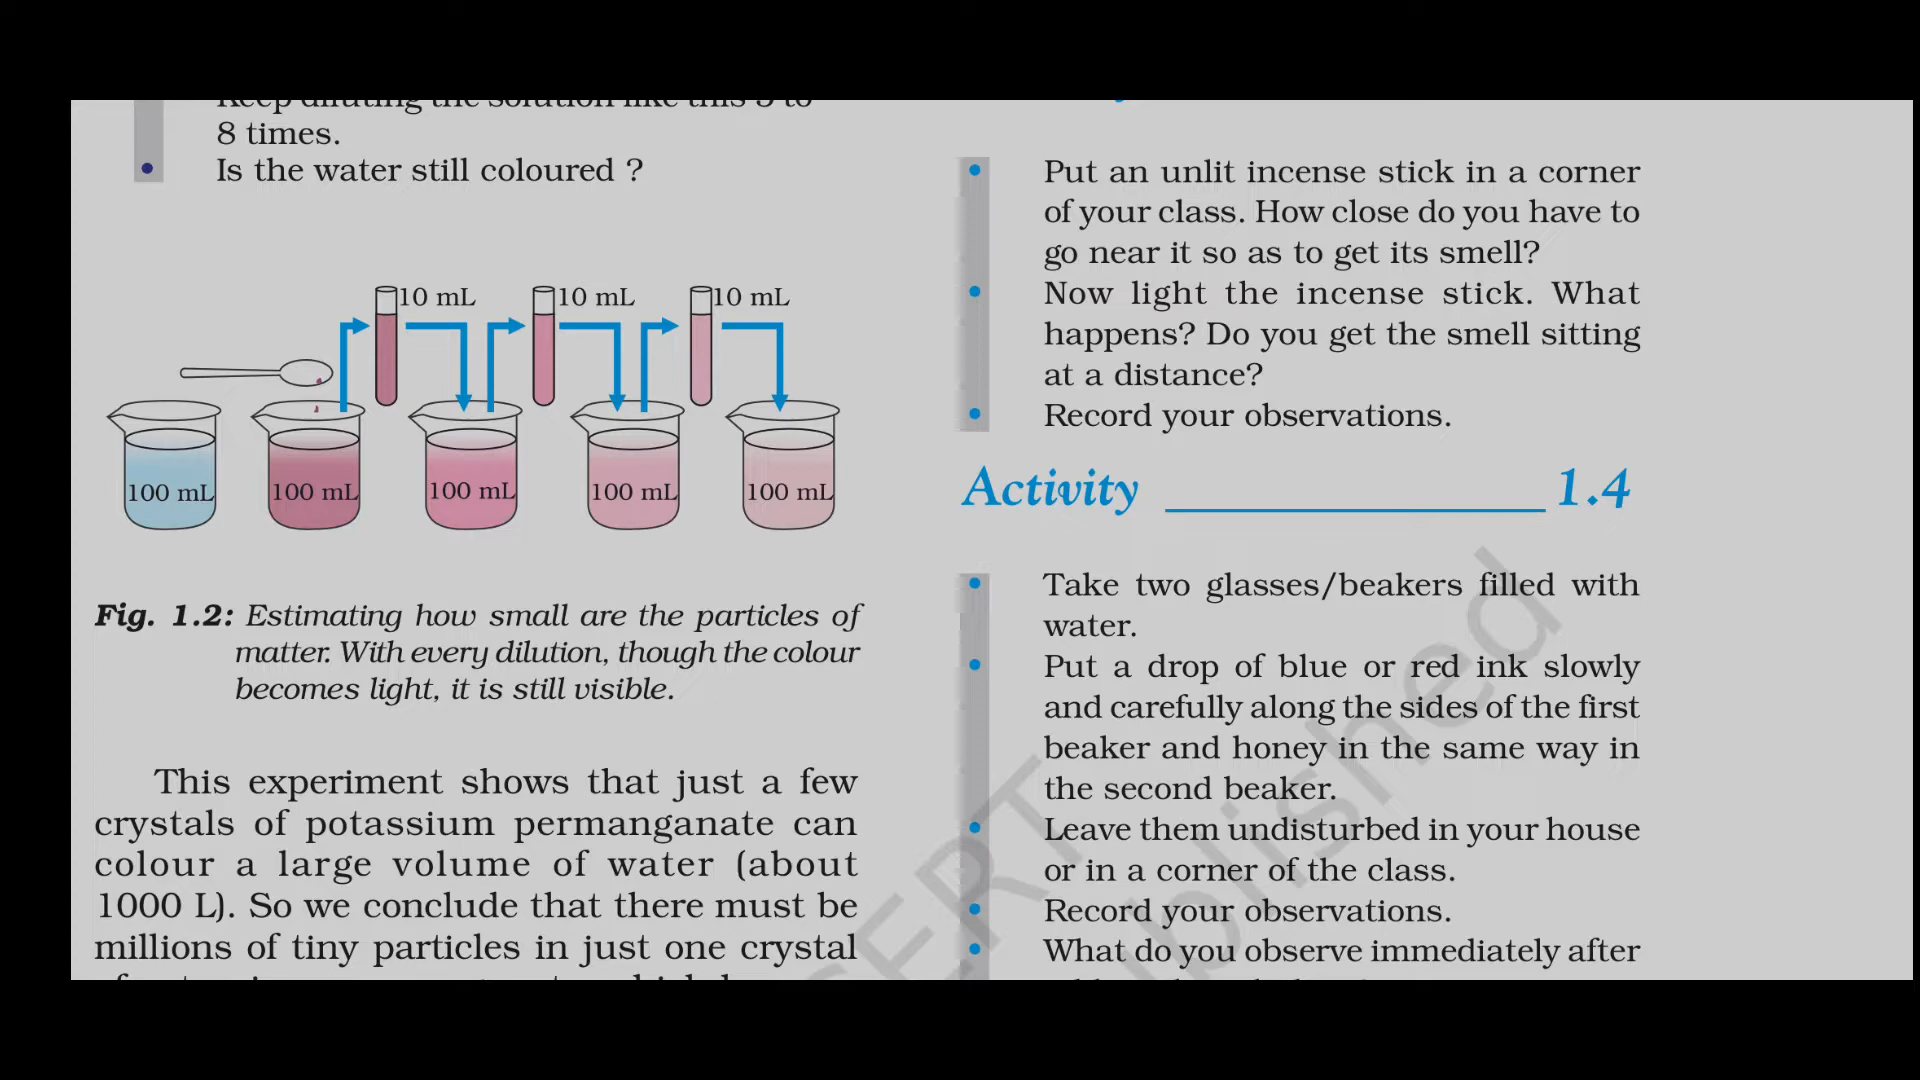 Keep diluting the solution like this 5 to
8 times.
Is the water still coloured ?
10 mL
10 mL
10 mL
100 mL
100 mL
100 mL
100 mL
100 mL
Fig. 1.2: Estimating how small are the particles of
matter. With every dilution, though the colour
becomes light, it is still visible.
This experiment shows that just a few
crystals of potassium permanganate can
colour a large volume of water (about
1000 L). So we conclude that there must be
millions of tiny particles in just one crystal
Put an unlit incense stick in a corner
of your class. How close do you have to
go near it so as to get its smell?
Now light the incense stick. What
happens? Do you get the smell sitting
at a distance?
Record your observations.
Activity 1.4
Take two glasses/beakers filled with
water.
Put a drop of blue or red ink slowly
and carefully along the sides of the first
beaker and honey in the same way in
the second beaker.
Leave them undisturbed in your house
or in a corner of the class.
Record your observations.
What do you observe immediately after